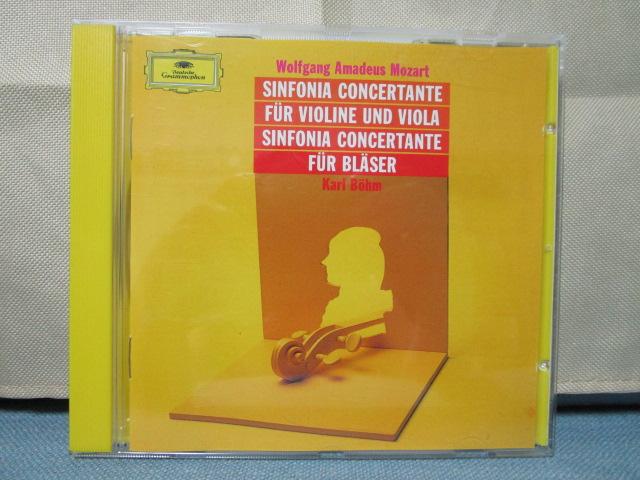 Deutsche
Grammophon
Wolfgang Amadeus Mozart
SINFONIA CONCERTANTE
FÜR VIOLINE UND VIOLA
SINFONIA CONCERTANTE
FÜR BLÄSER
Karl Böhm